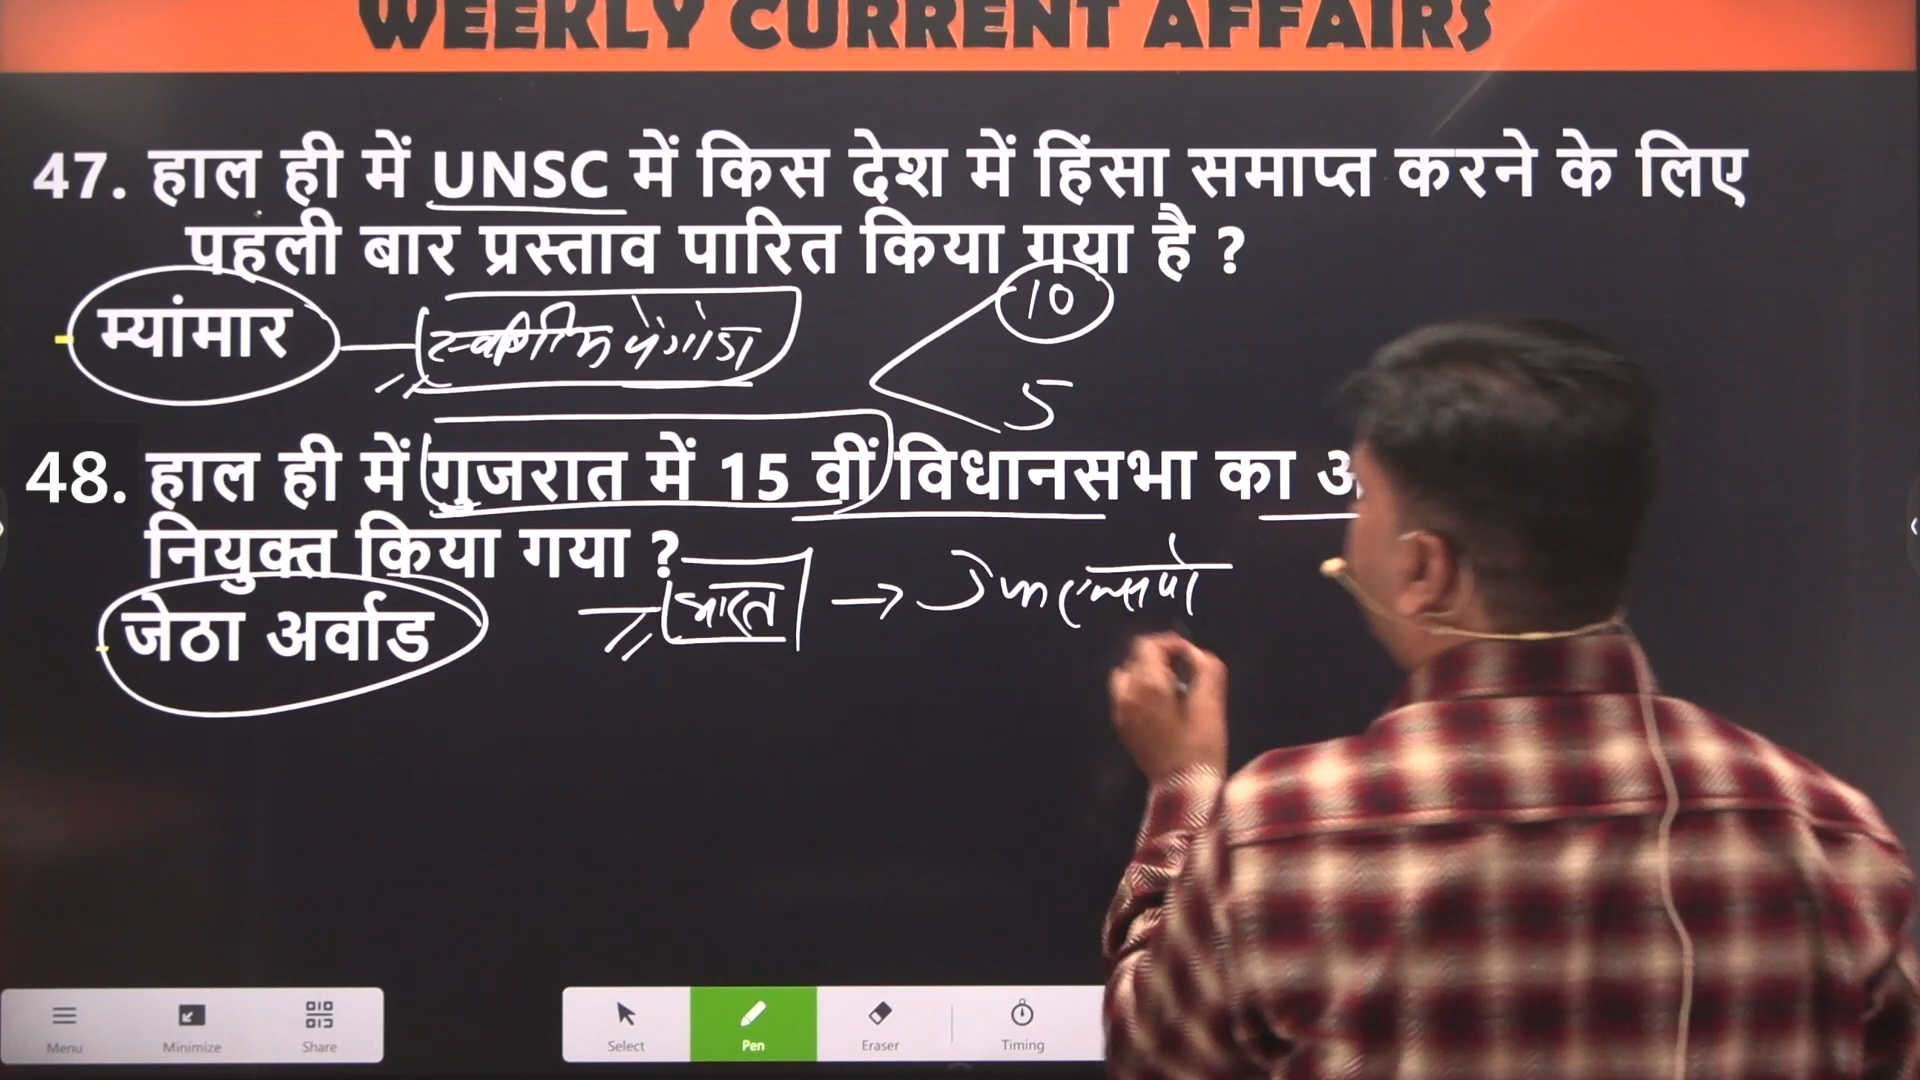 WEEKLY CURRENT AFFAIRS
47. हाल ही में UNSC में किस देश में हिंसा समाप्त करने के लिए
पहली बार प्रस्ताव पारित किया गया है ?
म्यांमार
10
5
48. हाल ही में गुजरात में 15 वीं विधानसभा का
नियुक्त किया गया ?
जेठा अर्वाड
भारत →
Menu
Minimize
Share
Select
Pen
Eraser
Timing